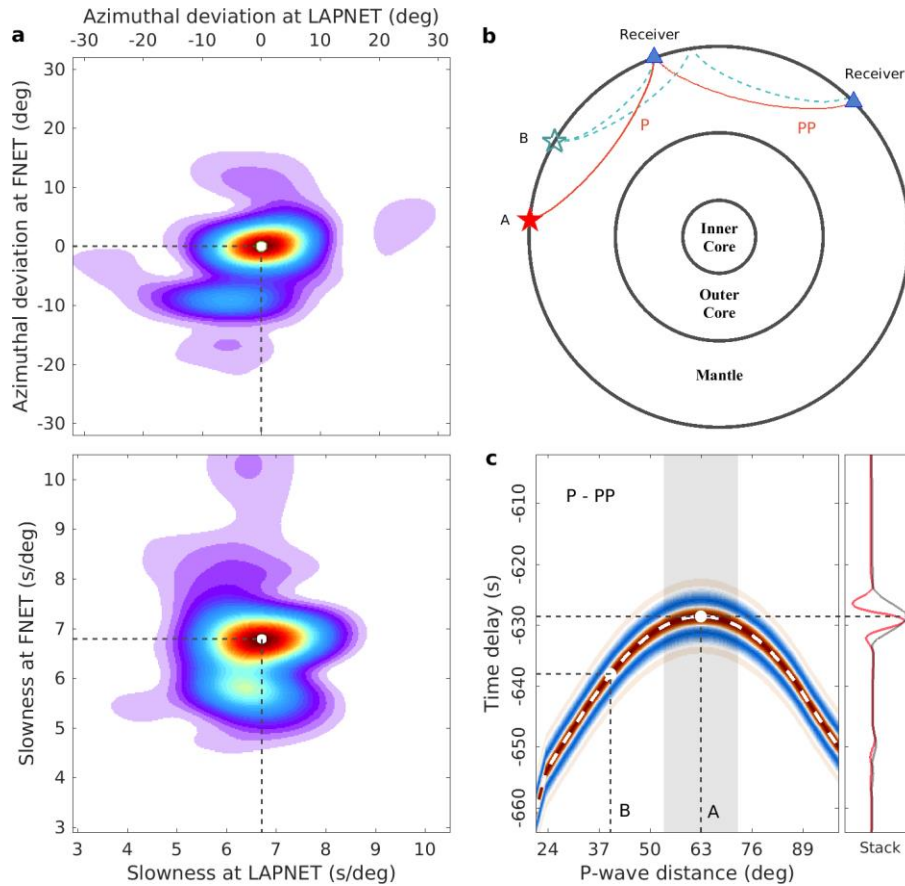 a
Azimuthal deviation at LAPNET (deg)
-30 -20 -10 0 10 20 30
Azimuthal deviation at FNET (deg)
30
20
10
0
-10
-20
-30
Slowness at FNET (s/deg)
10
9
8
7
6
5
4
3
3 4 5 6 7 8 9 10
Slowness at LAPNET (s/deg)
b
Receiver
Receiver
B
P
PP
A
Inner
Core
Outer
Core
Mantle
c
P - PP
Time delay (s)
-610
-620
-630
-640
-650
-660
B
A
24 37 50 63 76 89
P-wave distance (deg)
Stack